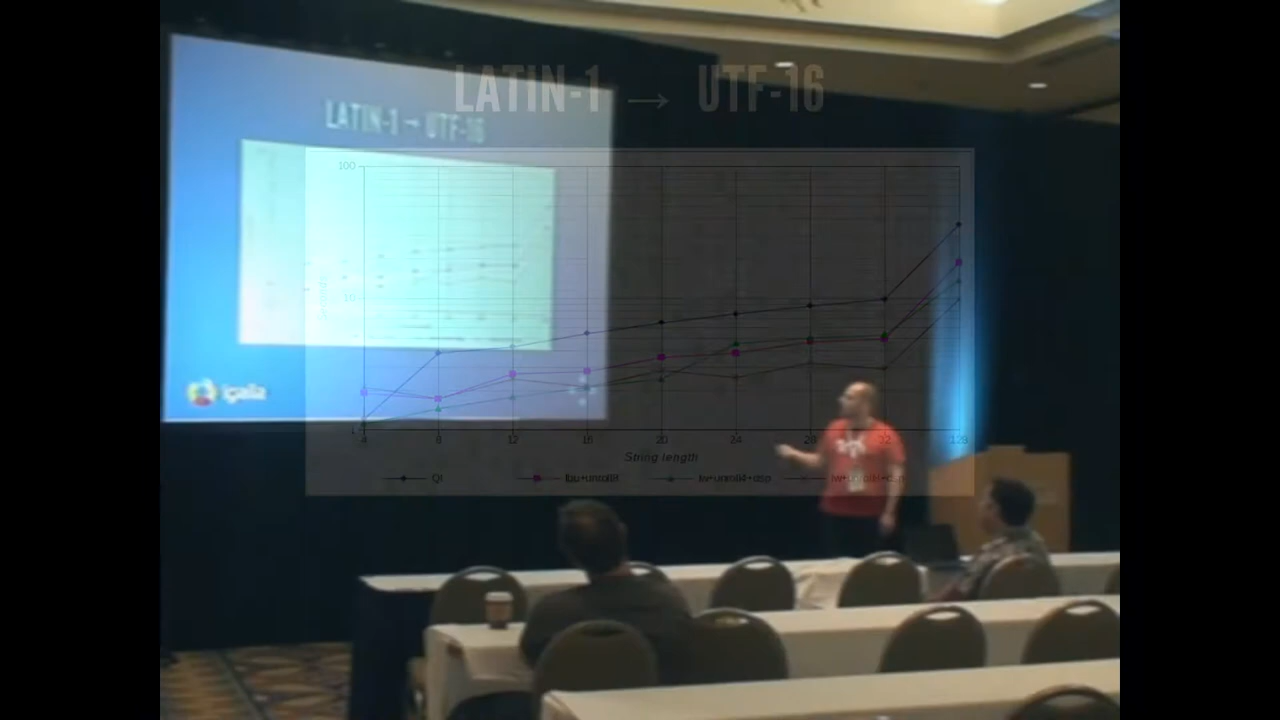 LATIN-1 → UTF-16
LATIN-1 → UTF-16
100
10
1
4 8 12 16 20 24 28 32 128
String length
Qt
igalia